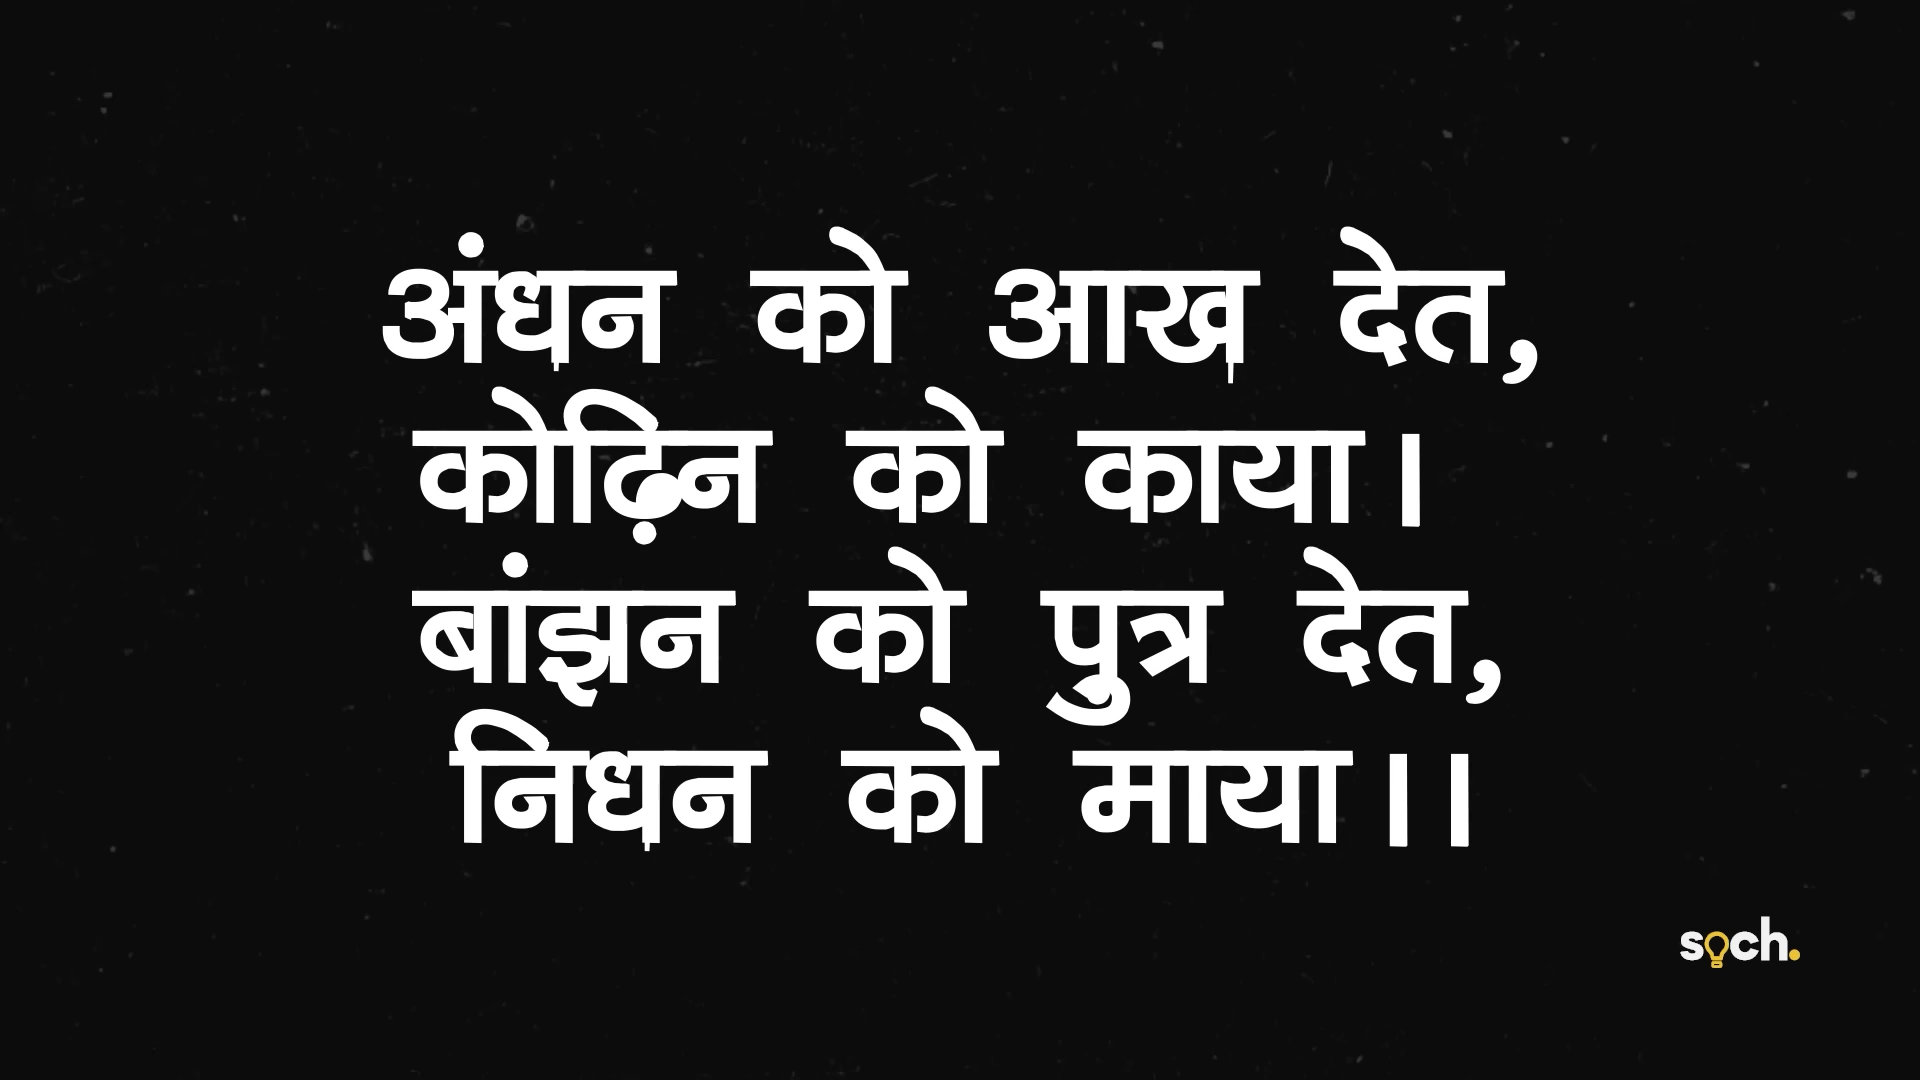 अंधन को आख देत,
कोढ़िन को काया।
बांझन को पुत्र देत,
निधन को माया।।
soch.